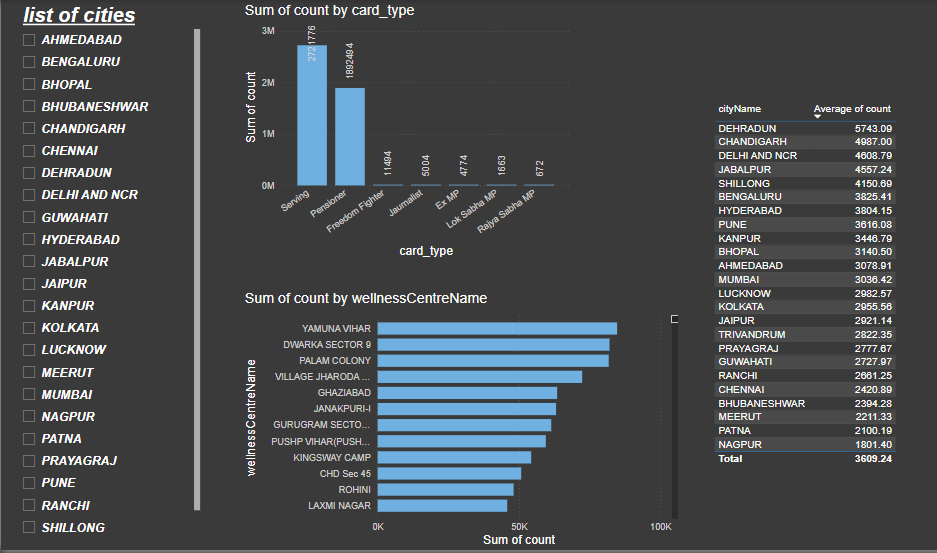 list of cities
AHMEDABAD
BENGALURU
BHOPAL
BHUBANESHWAR
CHANDIGARH
CHENNAI
DEHRADUN
DELHI AND NCR
GUWAHATI
HYDERABAD
JABALPUR
JAIPUR
KANPUR
KOLKATA
LUCKNOW
MEERUT
MUMBAI
NAGPUR
PATNA
PRAYAGRAJ
PUNE
RANCHI
SHILLONG
Sum of count by card_type
Sum of count
3M
2M
1M
0M
2721776
1892494
11494
5004
4774
1663
672
Serving
Pensioner
Freedom Fighter
Jaurnalist
Ex MP
Lok Sabha MP
Rajya Sabha MP
card_type
Sum of count by wellnessCentreName
wellnessCentreName
YAMUNA VIHAR
DWARKA SECTOR 9
PALAM COLONY
VILLAGE JHARODA ...
GHAZIABAD
JANAKPURI-I
GURUGRAM SECTO...
PUSHP VIHAR(PUSH...
KINGSWAY CAMP
CHD Sec 45
ROHINI
LAXMI NAGAR
0K 50K 100K
Sum of count
cityName Average of count
DEHRADUN 5743.09
CHANDIGARH 4987.00
DELHI AND NCR 4608.79
JABALPUR 4557.24
SHILLONG 4150.69
BENGALURU 3825.41
HYDERABAD 3804.15
PUNE 3616.08
KANPUR 3446.79
BHOPAL 3140.50
AHMEDABAD 3078.91
MUMBAI 3036.42
LUCKNOW 2982.57
KOLKATA 2955.56
JAIPUR 2921.14
TRIVANDRUM 2822.35
PRAYAGRAJ 2777.67
GUWAHATI 2727.97
RANCHI 2661.25
CHENNAI 2420.89
BHUBANESHWAR 2394.28
MEERUT 2211.33
PATNA 2100.19
NAGPUR 1801.40
Total 3609.24